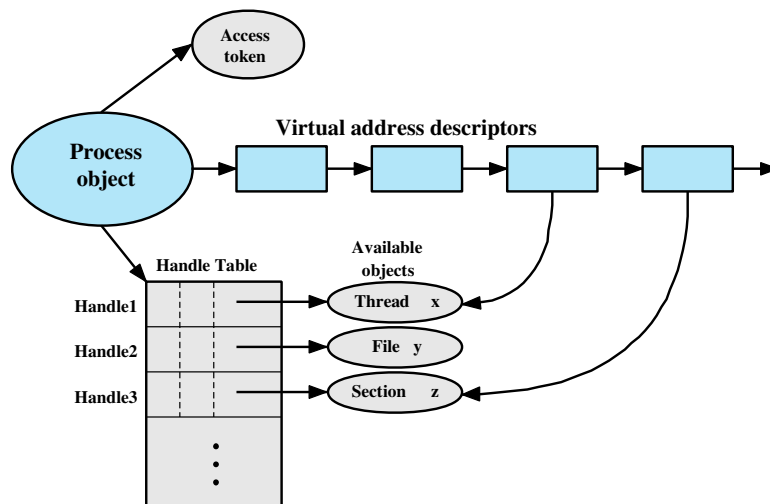 Access
token
Process
object
Virtual address descriptors
Handle Table
Available
objects
Handle1
Thread x
Handle2
File y
Handle3
Section z